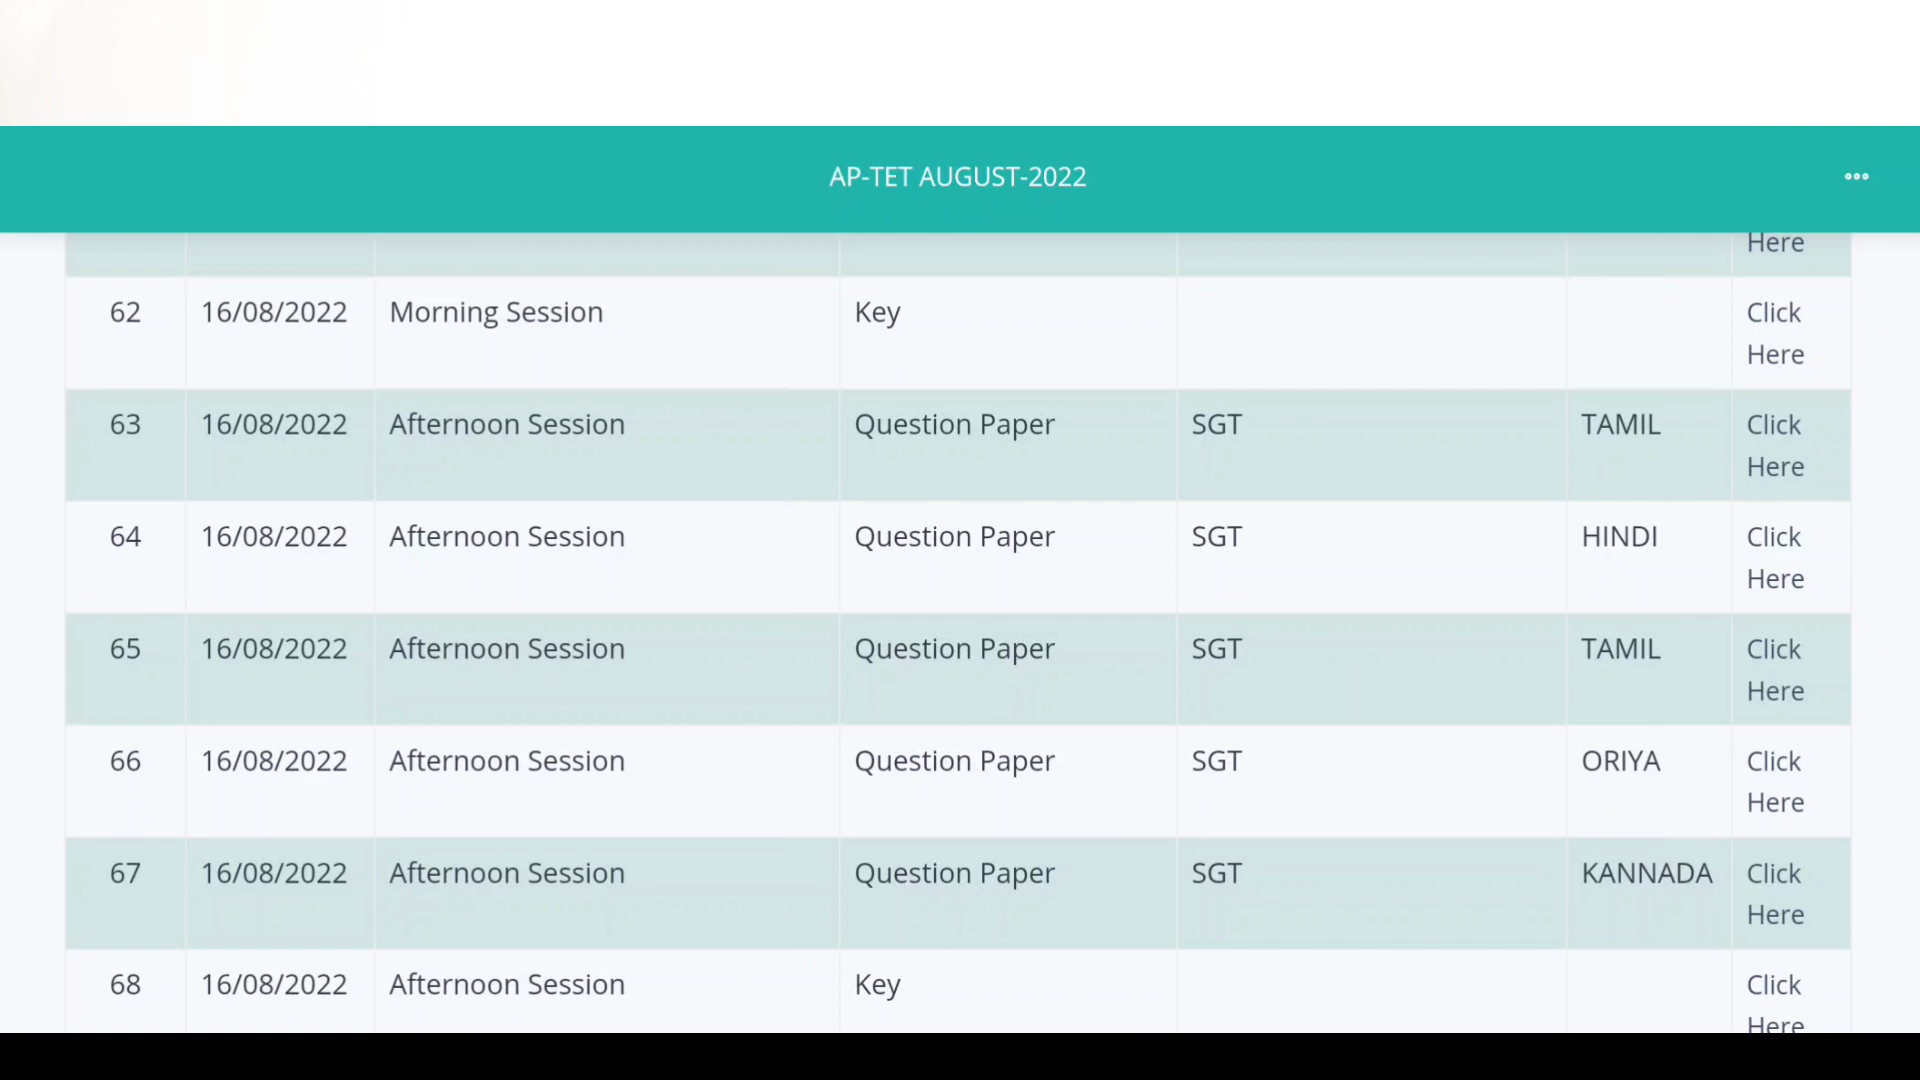 AP-TET AUGUST-2022
Here
62 16/08/2022 Morning Session Key Click
Here
63 16/08/2022 Afternoon Session Question Paper SGT TAMIL Click
Here
64 16/08/2022 Afternoon Session Question Paper SGT HINDI Click
Here
65 16/08/2022 Afternoon Session Question Paper SGT TAMIL Click
Here
66 16/08/2022 Afternoon Session Question Paper SGT ORIYA Click
Here
67 16/08/2022 Afternoon Session Question Paper SGT KANNADA Click
Here
68 16/08/2022 Afternoon Session Key Click
Here